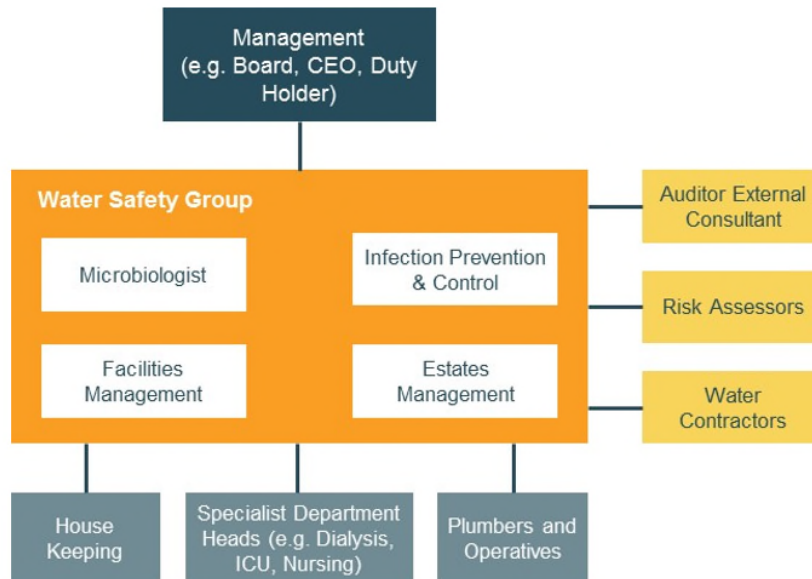 Management
(e.g. Board, CEO, Duty
Holder)
Water Safety Group
Auditor External
Consultant
Microbiologist
Infection Prevention
& Control
Risk Assessors
Facilities
Management
Estates
Management
Water
Contractors
House
Keeping
Specialist Department
Heads (e.g. Dialysis,
ICU, Nursing)
Plumbers and
Operatives